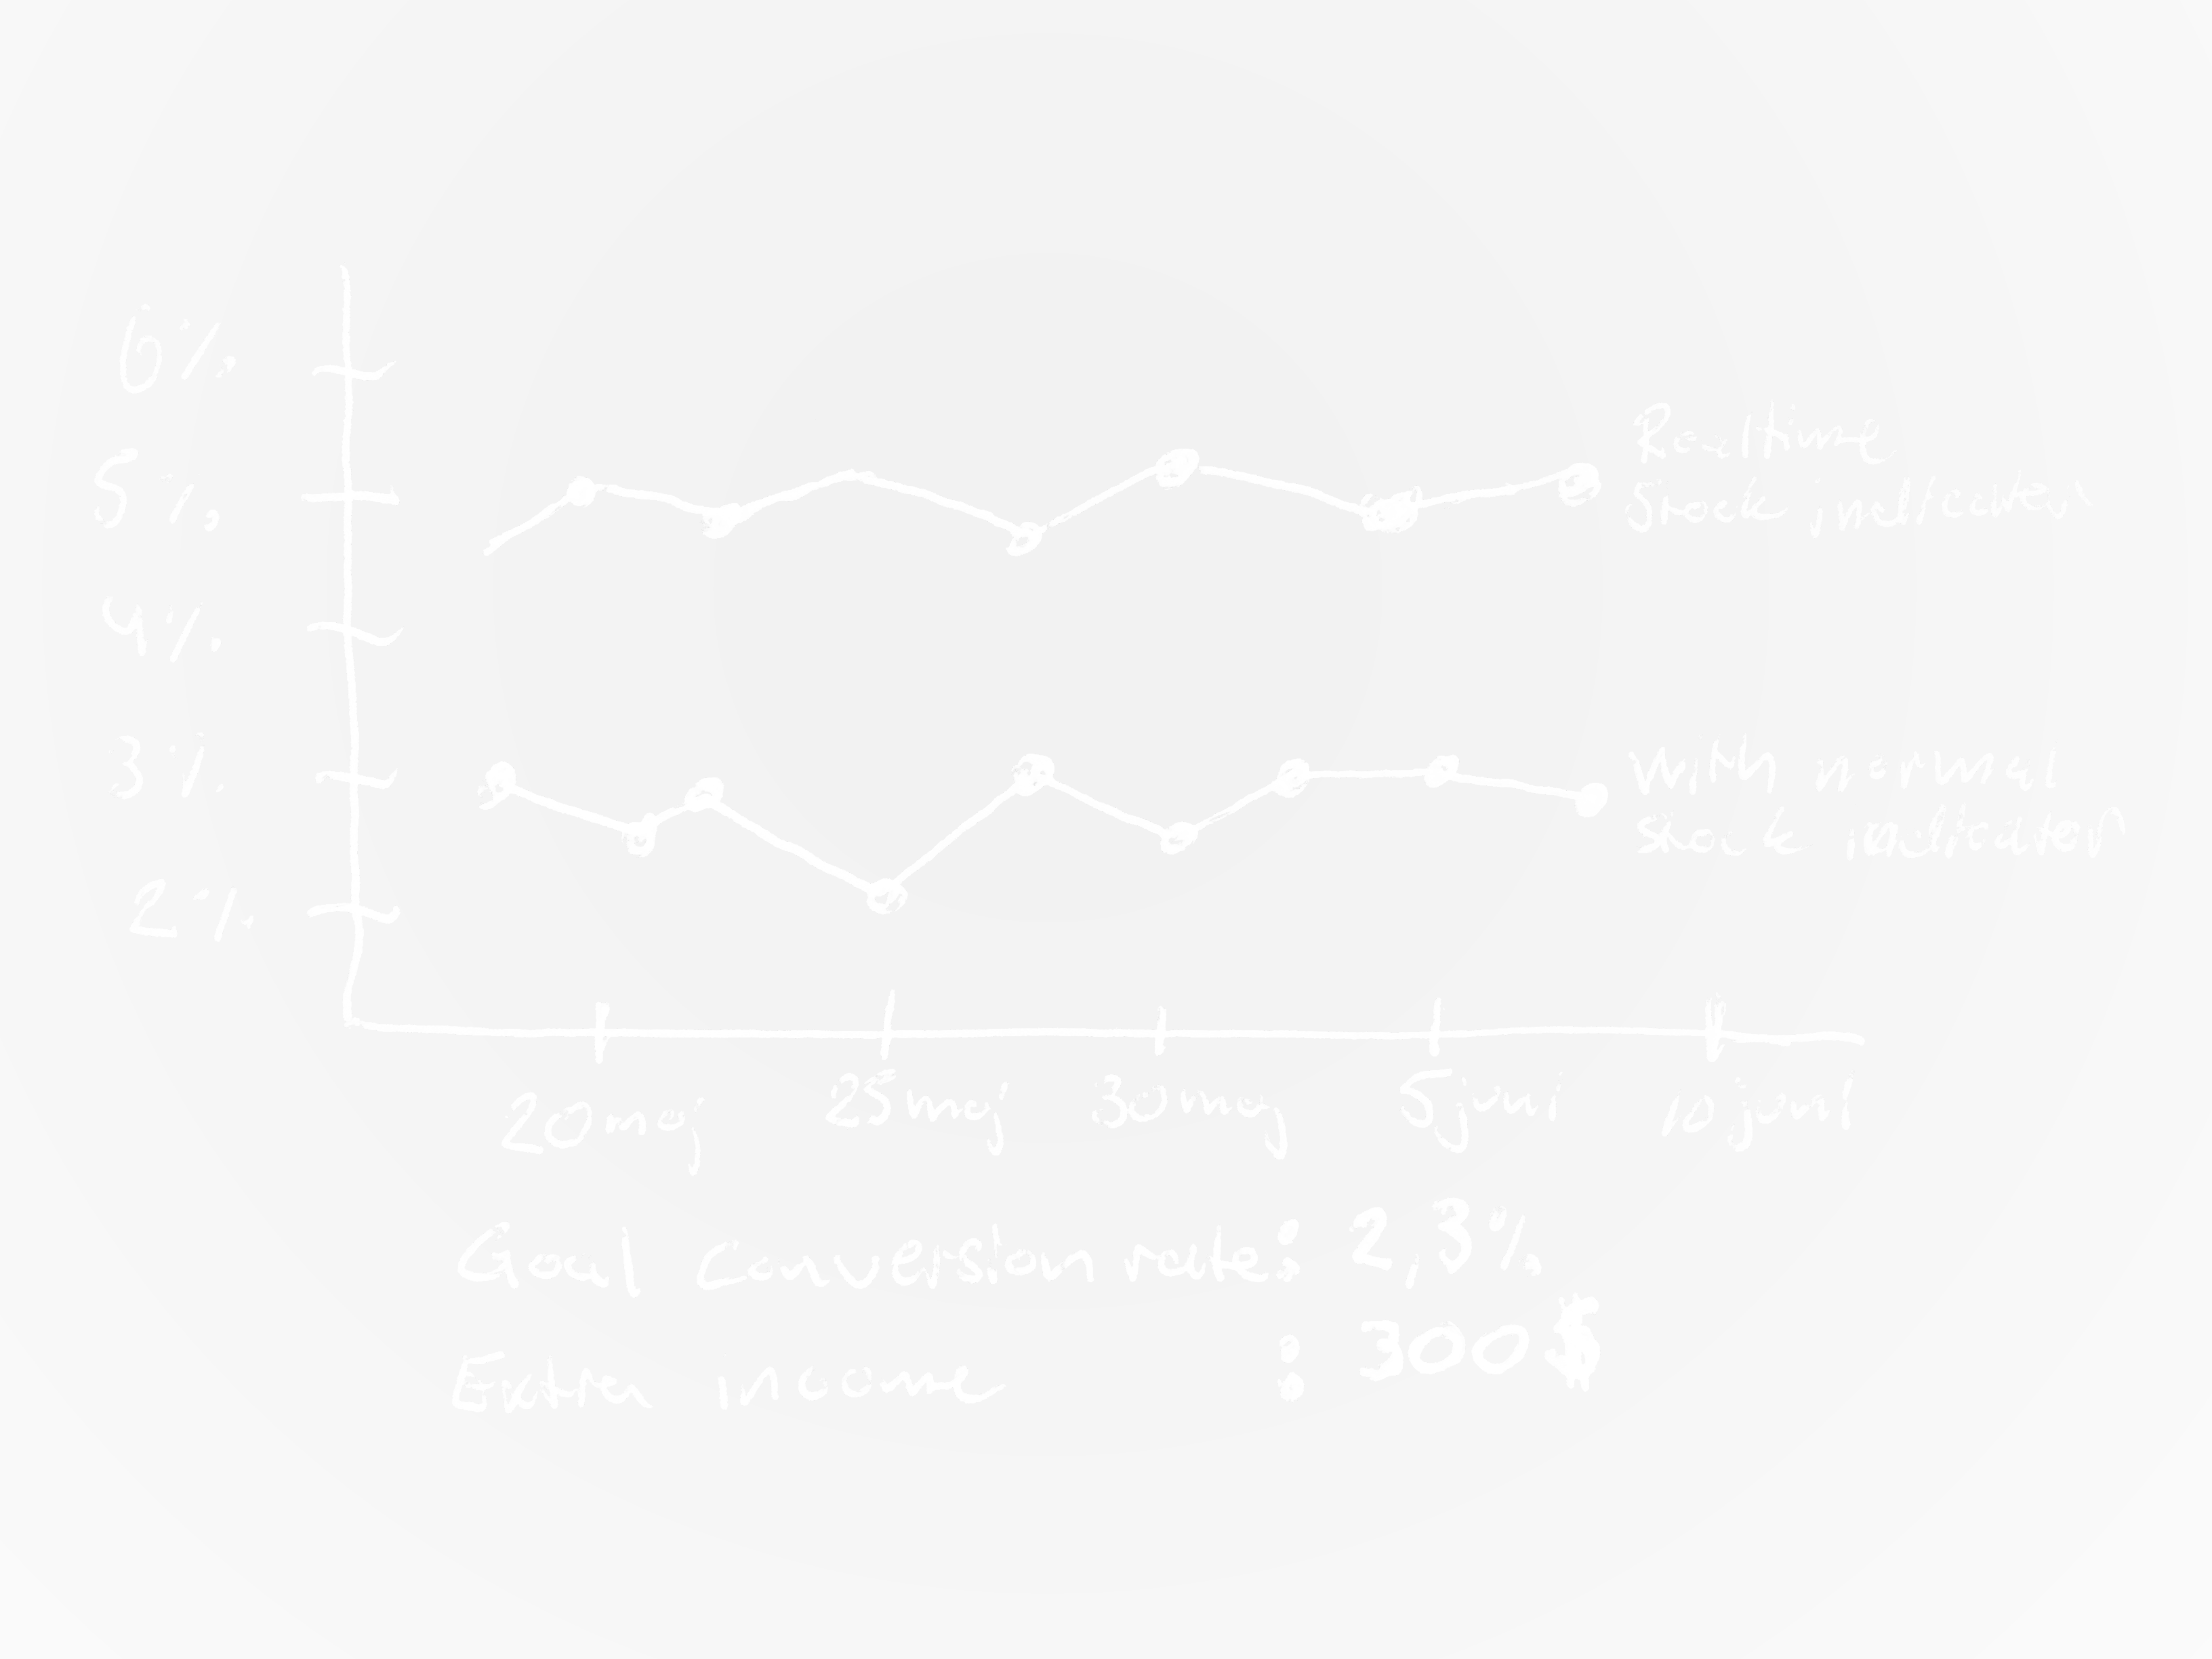 6%
5%
4%
3%
2%
Realtime
Stock indicator
With normal
stock indicator
20 maj 25 maj 30 maj 5 juni 10 juni
Goal Conversion rate: 2,3%
Extra income : 300$